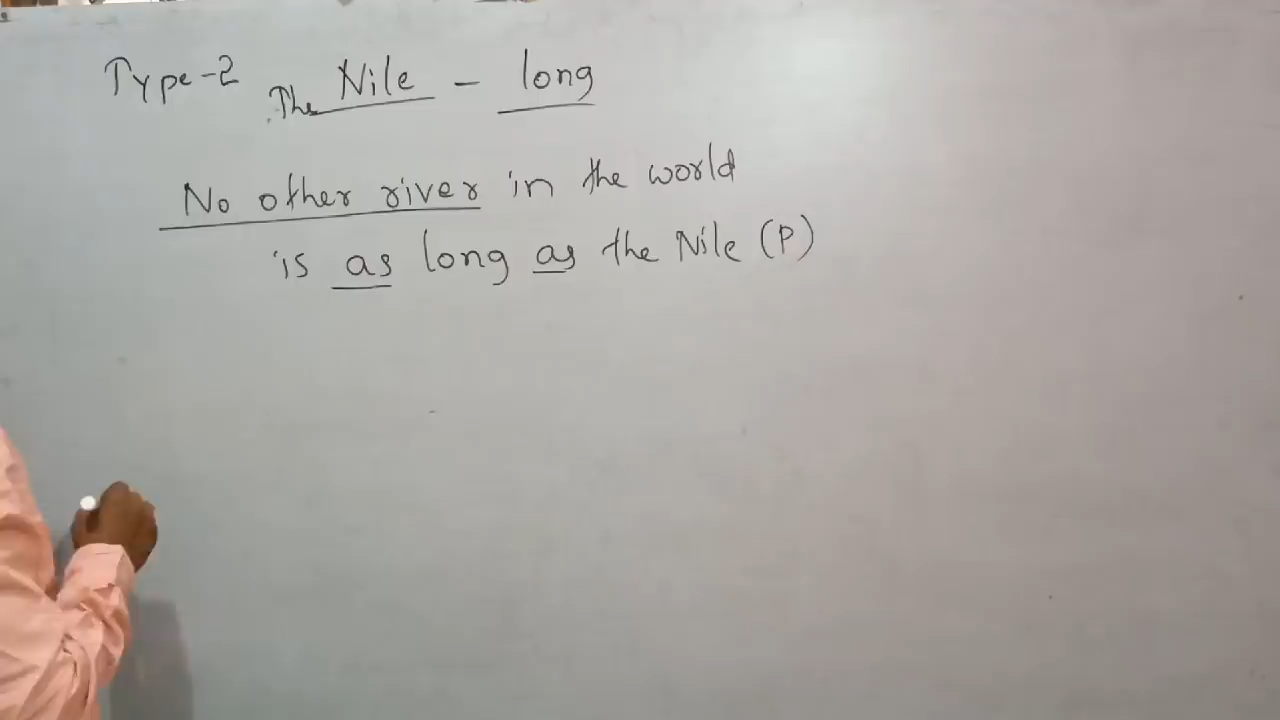 Type-2 The Nile - long
No other river in the world
is as long as the Nile (P)